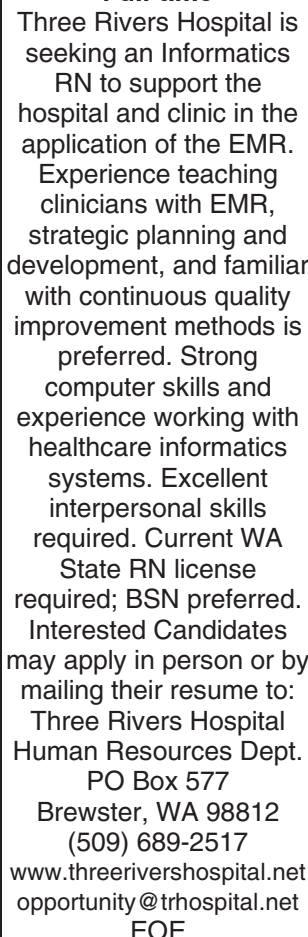 Three Rivers Hospital is
seeking an Informatics
RN to support the
hospital and clinic in the
application of the EMR.
Experience teaching
clinicians with EMR,
strategic planning and
development, and familiar
with continuous quality
improvement methods is
preferred. Strong
computer skills and
experience working with
healthcare informatics
systems. Excellent
interpersonal skills
required. Current WA
State RN license
required; BSN preferred.
Interested Candidates
may apply in person or by
mailing their resume to:
Three Rivers Hospital
Human Resources Dept.
PO Box 577
Brewster, WA 98812
(509) 689-2517
www.threerivershospital.net
opportunity@trhospital.net
EOE